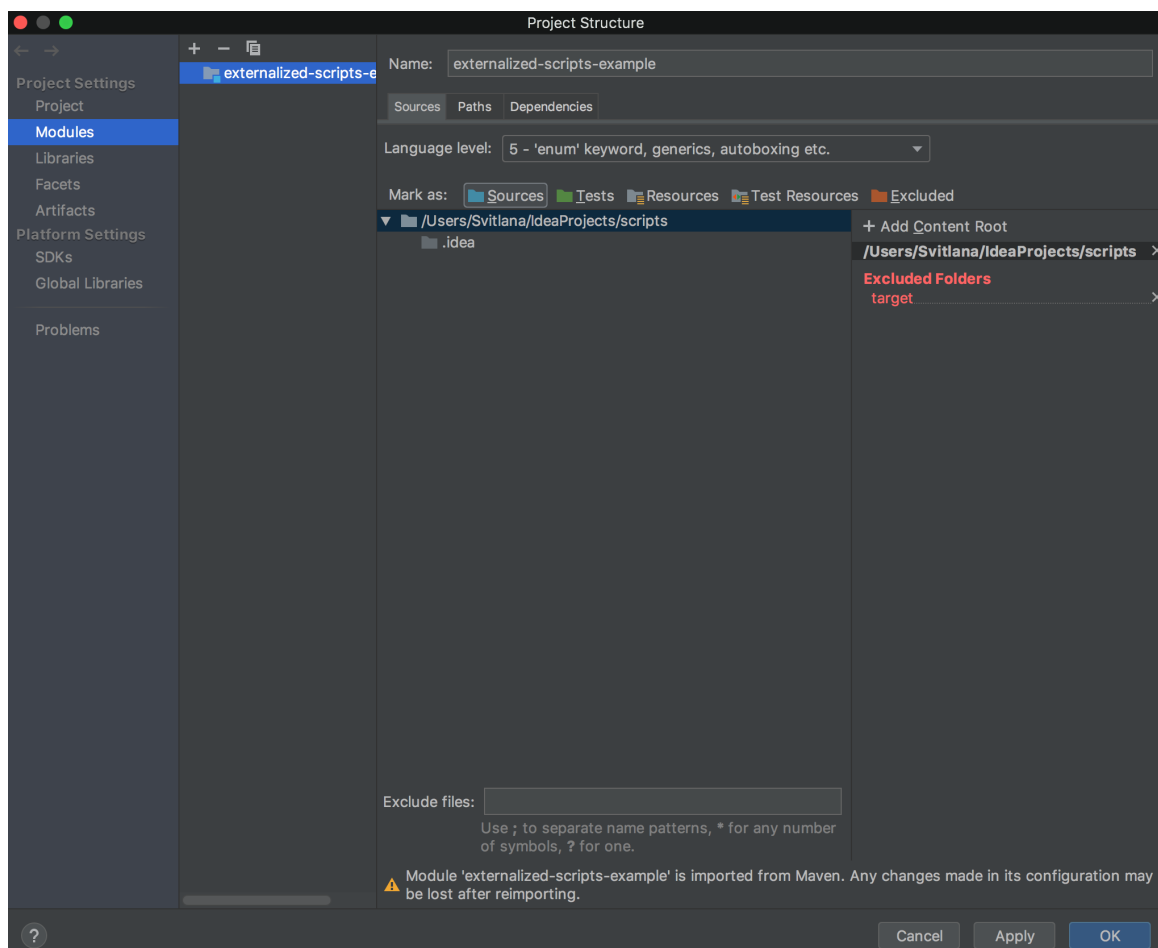 Project Structure
Project Settings
Project
Modules
Libraries
Facets
Artifacts
Platform Settings
SDKs
Global Libraries
Problems
externalized-scripts-e
Name: externalized-scripts-example
Sources Paths Dependencies
Language level: 5 - 'enum' keyword, generics, autoboxing etc.
Mark as: Sources Tests Resources Test Resources Excluded
/Users/Svitlana/IdeaProjects/scripts
.idea
+ Add Content Root
/Users/Svitlana/IdeaProjects/scripts
Excluded Folders
target
Exclude files:
Use ; to separate name patterns, * for any number
of symbols, ? for one.
Module 'externalized-scripts-example' is imported from Maven. Any changes made in its configuration may
be lost after reimporting.
? Cancel Apply OK